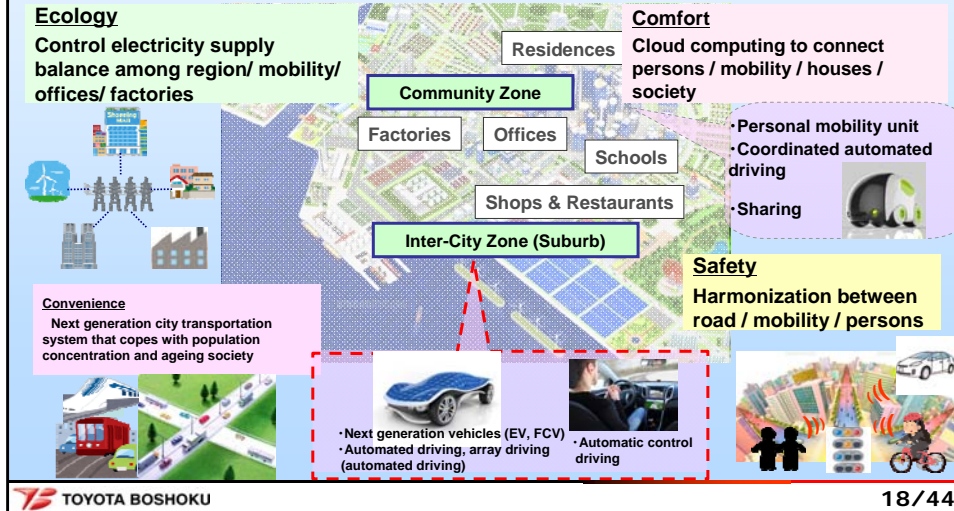 Ecology
Control electricity supply
balance among region/ mobility/
offices/ factories
Comfort
Cloud computing to connect
persons / mobility / houses /
society
Residences
Community Zone
Factories
Offices
Schools
Shops & Restaurants
Inter-City Zone (Suburb)
・Personal mobility unit
・Coordinated automated
driving
・Sharing
Shopping
MALL
Safety
Harmonization between
road / mobility / persons
Convenience
Next generation city transportation
system that copes with population
concentration and ageing society
・Next generation vehicles (EV, FCV)
・Automated driving, array driving
(automated driving)
・Automatic control
driving
TOYOTA BOSHOKU
18/44